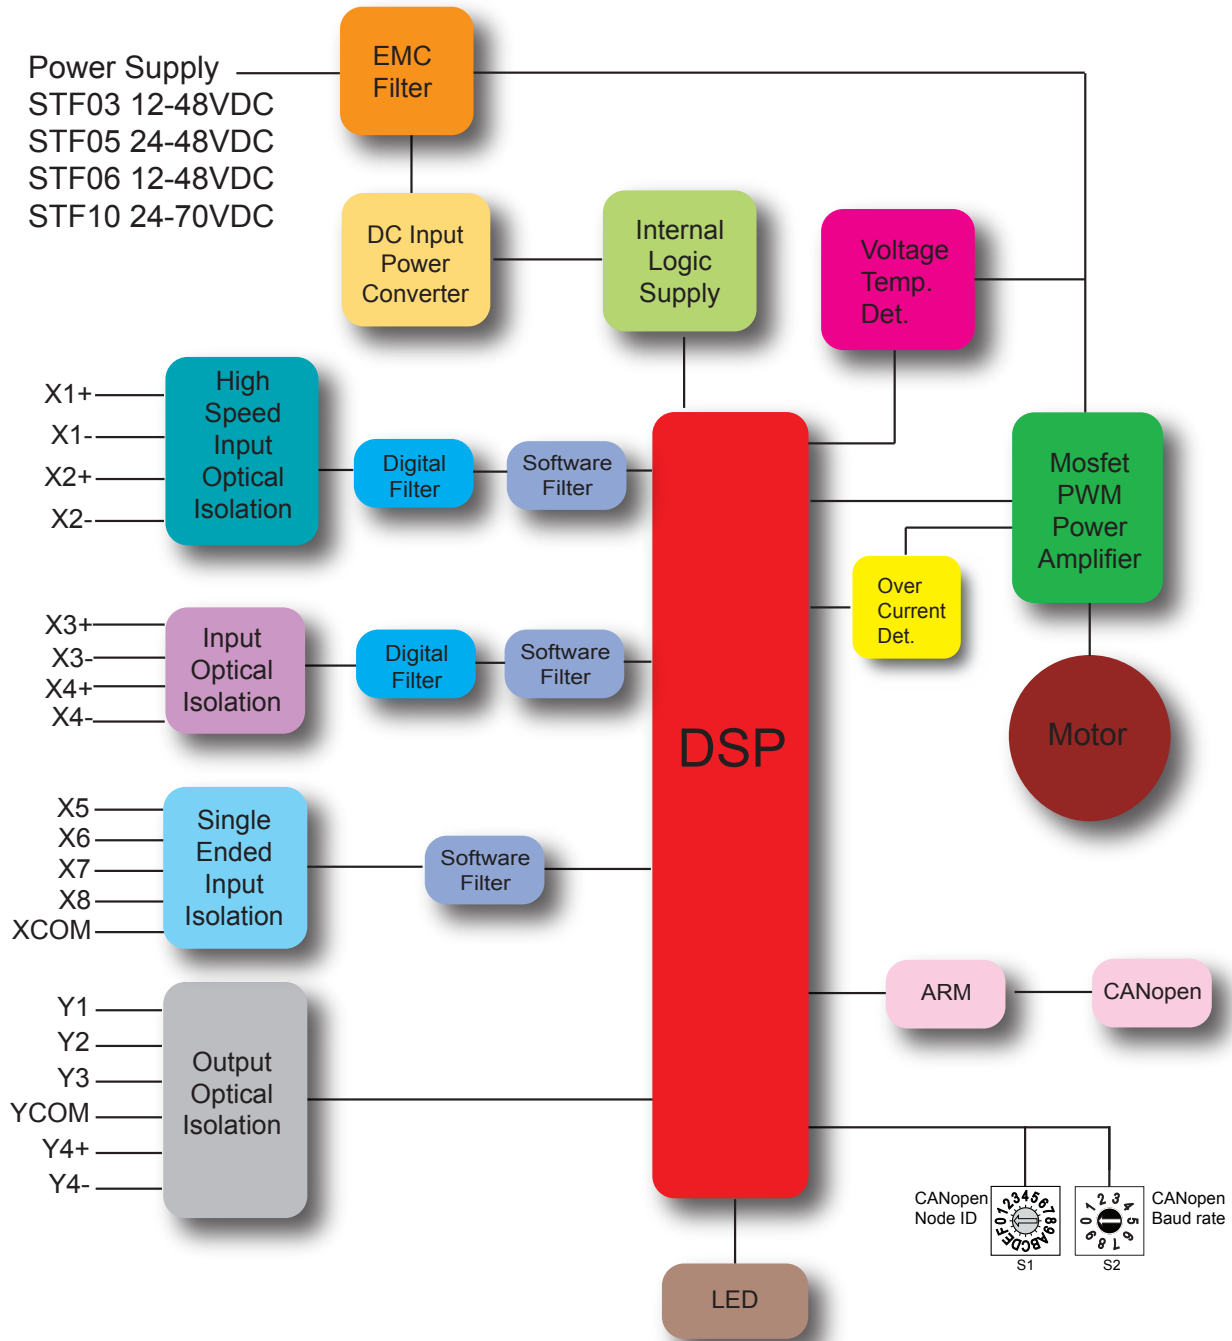 Power Supply
STF03 12-48VDC
STF05 24-48VDC
STF06 12-48VDC
STF10 24-70VDC
EMC
Filter
DC Input
Power
Converter
Internal
Logic
Supply
Voltage
Temp.
Det.
X1+
X1-
X2+
X2-
High
Speed
Input
Optical
Isolation
Digital
Filter
Software
Filter
Mosfet
PWM
Power
Amplifier
Over
Current
Det.
X3+
X3-
X4+
X4-
Input
Optical
Isolation
Digital
Filter
Software
Filter
DSP
Motor
X5
X6
X7
X8
XCOM
Single
Ended
Input
Isolation
Software
Filter
ARM
CANopen
Y1
Y2
Y3
YCOM
Y4+
Y4-
Output
Optical
Isolation
CANopen
Node ID
0123456789ABCDEF
S1
0123456789
S2
CANopen
Baud rate
LED